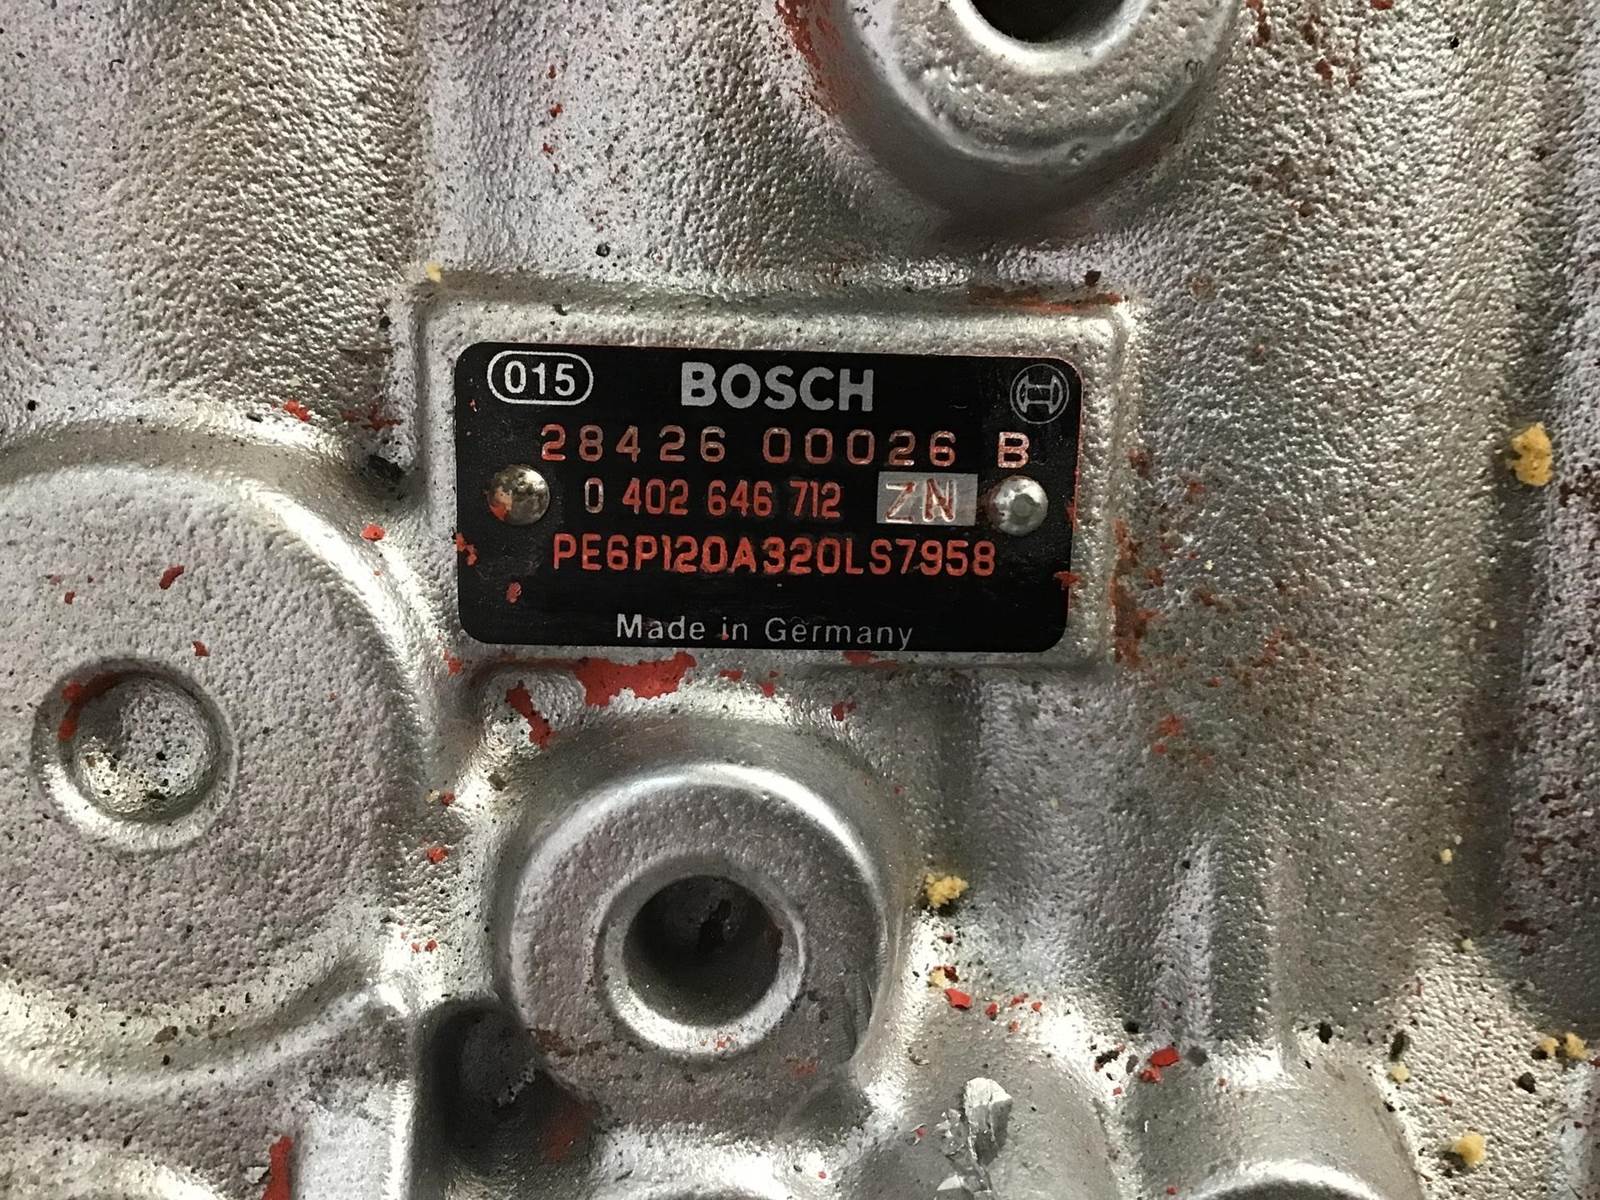 015 BOSCH
28426 00026 B
0 402 646 712 ZN
PE6P120A320LS7958
Made in Germany